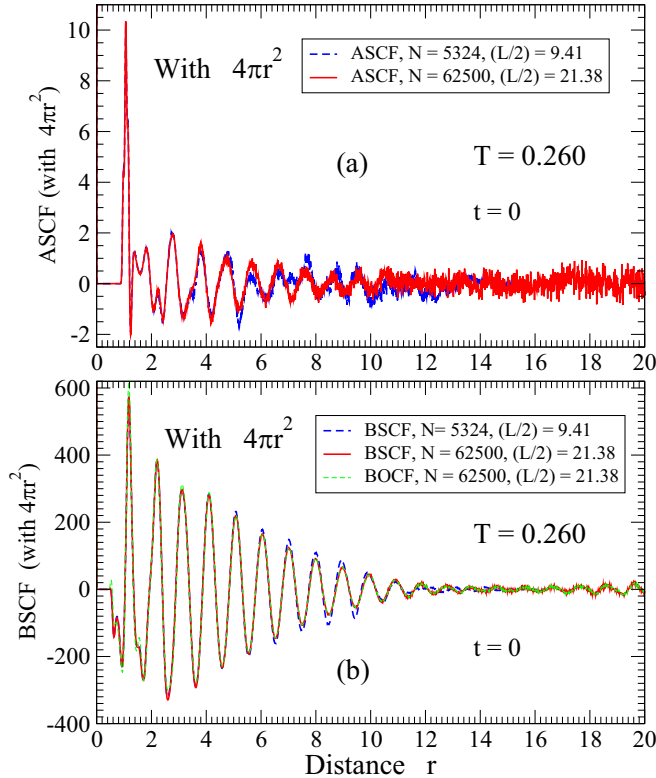 10
8
6
4
2
0
-2
ASCF (with 4πr²)
With 4πr²
ASCF, N = 5324, (L/2) = 9.41
ASCF, N = 62500, (L/2) = 21.38
(a)
T = 0.260
t = 0
0 2 4 6 8 10 12 14 16 18 20
600
400
200
0
-200
-400
BSCF (with 4πr²)
With 4πr²
BSCF, N= 5324, (L/2) = 9.41
BSCF, N = 62500, (L/2) = 21.38
BOCF, N = 62500, (L/2) = 21.38
T = 0.260
t = 0
(b)
0 2 4 6 8 10 12 14 16 18 20
Distance r